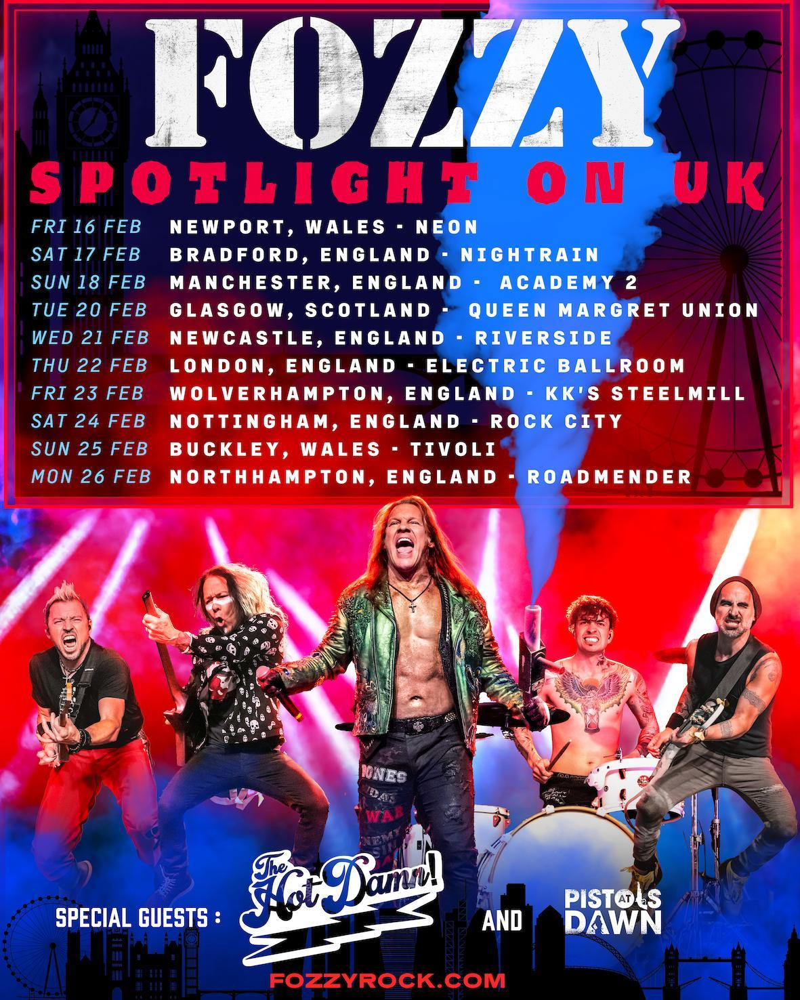 FOZZY
SPOTLIGHT ON UK
FRI 16 FEB NEWPORT, WALES - NEON
SAT 17 FEB BRADFORD, ENGLAND - NIGHTRAIN
SUN 18 FEB MANCHESTER, ENGLAND - ACADEMY 2
TUE 20 FEB GLASGOW, SCOTLAND - QUEEN MARGRET UNION
WED 21 FEB NEWCASTLE, ENGLAND - RIVERSIDE
THU 22 FEB LONDON, ENGLAND - ELECTRIC BALLROOM
FRI 23 FEB WOLVERHAMPTON, ENGLAND - KK'S STEELMILL
SAT 24 FEB NOTTINGHAM, ENGLAND - ROCK CITY
SUN 25 FEB BUCKLEY, WALES - TIVOLI
MON 26 FEB NORTHHAMPTON, ENGLAND - ROADMENDER
BONES
WAR
The
Hot Damn!
SPECIAL GUESTS :
AND
PISTOLS
AT
DAWN
FOZZYROCK.COM